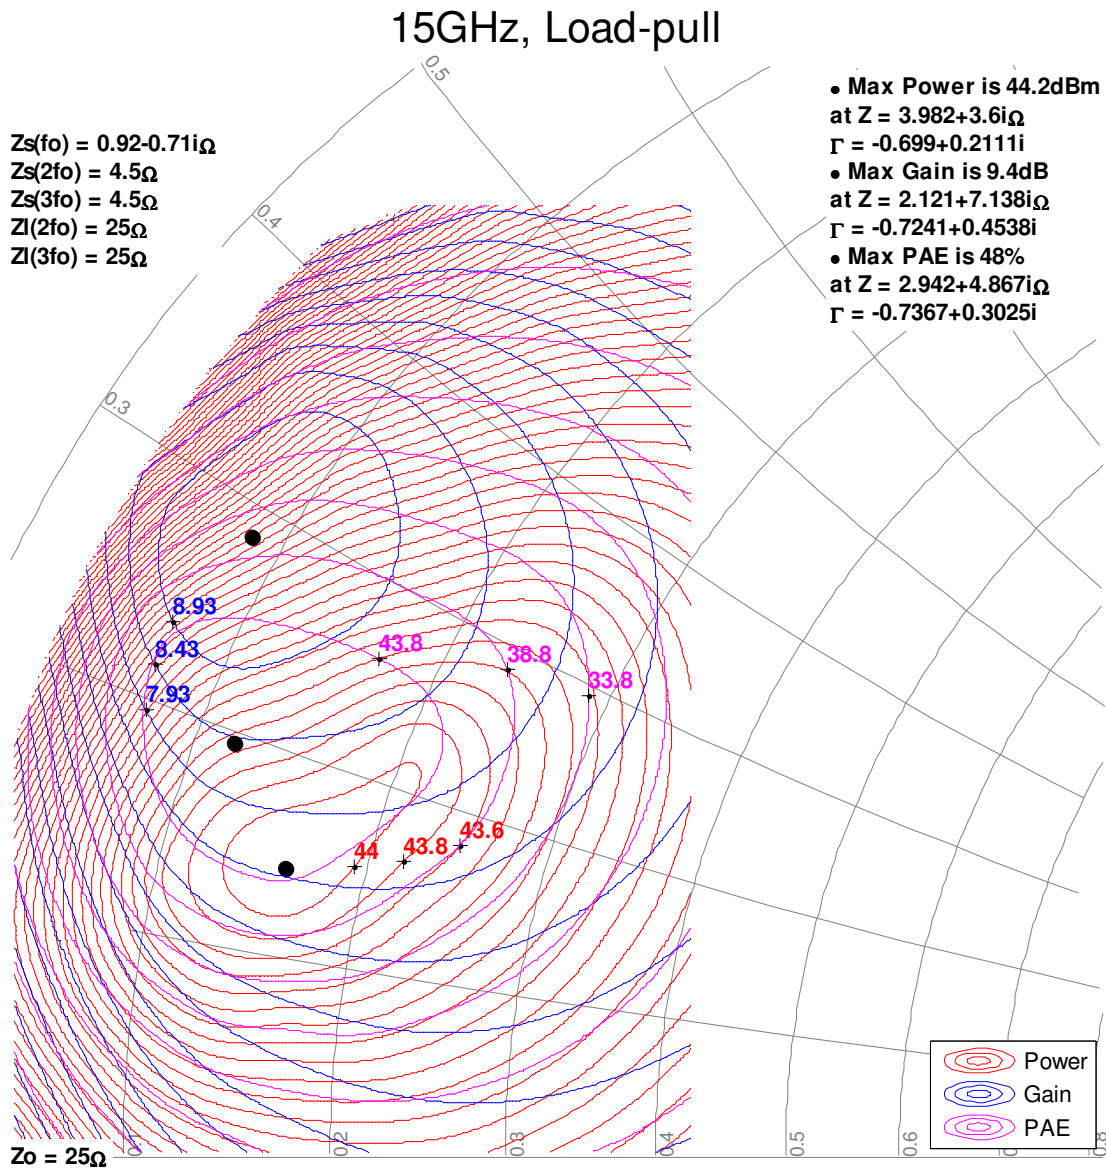 15GHz, Load-pull
Zs(fo) = 0.92-0.71iΩ
Zs(2fo) = 4.5Ω
Zs(3fo) = 4.5Ω
Zl(2fo) = 25Ω
Zl(3fo) = 25Ω
• Max Power is 44.2dBm
at Z = 3.982+3.6iΩ
Γ = -0.699+0.2111i
• Max Gain is 9.4dB
at Z = 2.121+7.138iΩ
Γ = -0.7241+0.4538i
• Max PAE is 48%
at Z = 2.942+4.867iΩ
Γ = -0.7367+0.3025i
0.5
0.4
0.3
8.93
8.43
7.93
43.8
38.8
33.8
44
43.8
43.6
Power
Gain
PAE
0.1
0.2
0.3
0.4
0.5
0.6
Zo = 25Ω